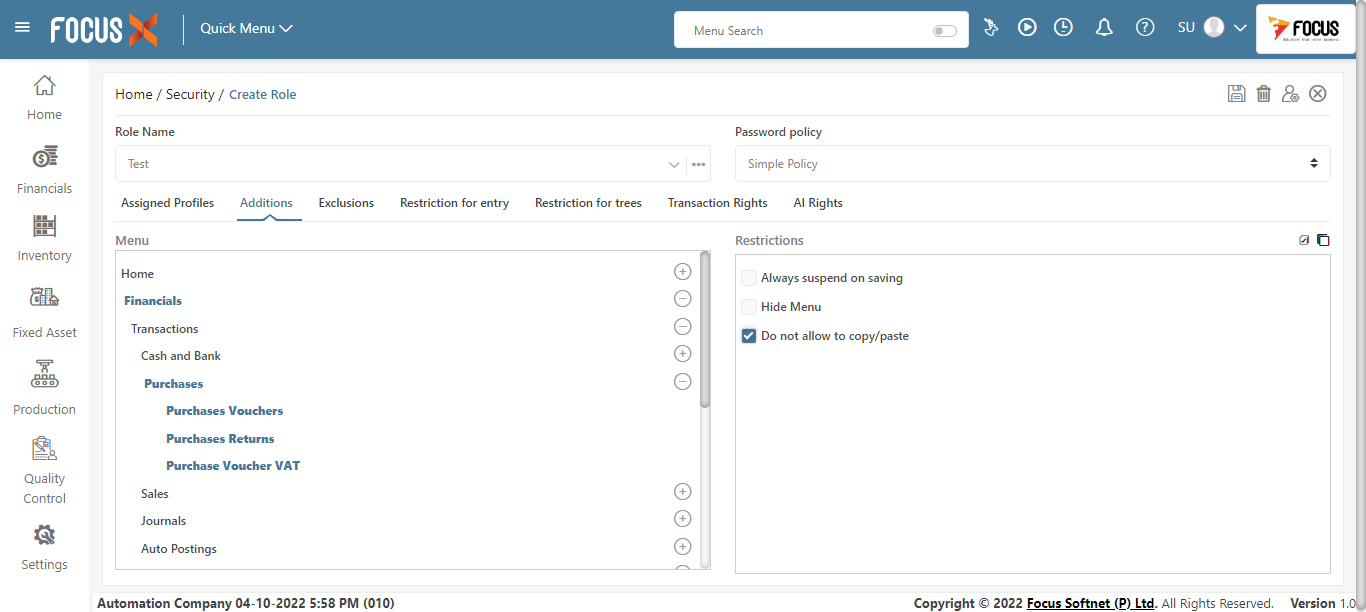 FOCUS X
Quick Menu
Menu Search
SU
FOCUS
Home
Financials
Inventory
Fixed Asset
Production
Quality
Control
Settings
Home / Security / Create Role
Role Name
Password policy
Test
Simple Policy
Assigned Profiles
Additions
Exclusions
Restriction for entry
Restriction for trees
Transaction Rights
AI Rights
Menu
Restrictions
Home
Financials
Transactions
Cash and Bank
Purchases
Purchases Vouchers
Purchases Returns
Purchase Voucher VAT
Sales
Journals
Auto Postings
Always suspend on saving
Hide Menu
Do not allow to copy/paste
Automation Company 04-10-2022 5:58 PM (010)
Copyright © 2022 Focus Softnet (P) Ltd. All Rights Reserved. Version 1.0